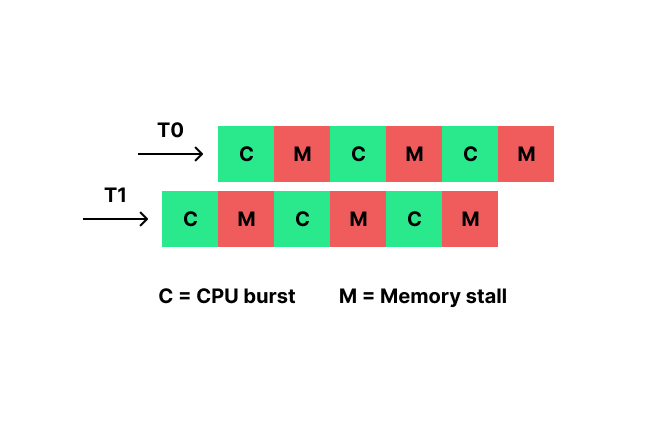 T0
C M C M C M
T1
C M C M C M
C = CPU burst M = Memory stall